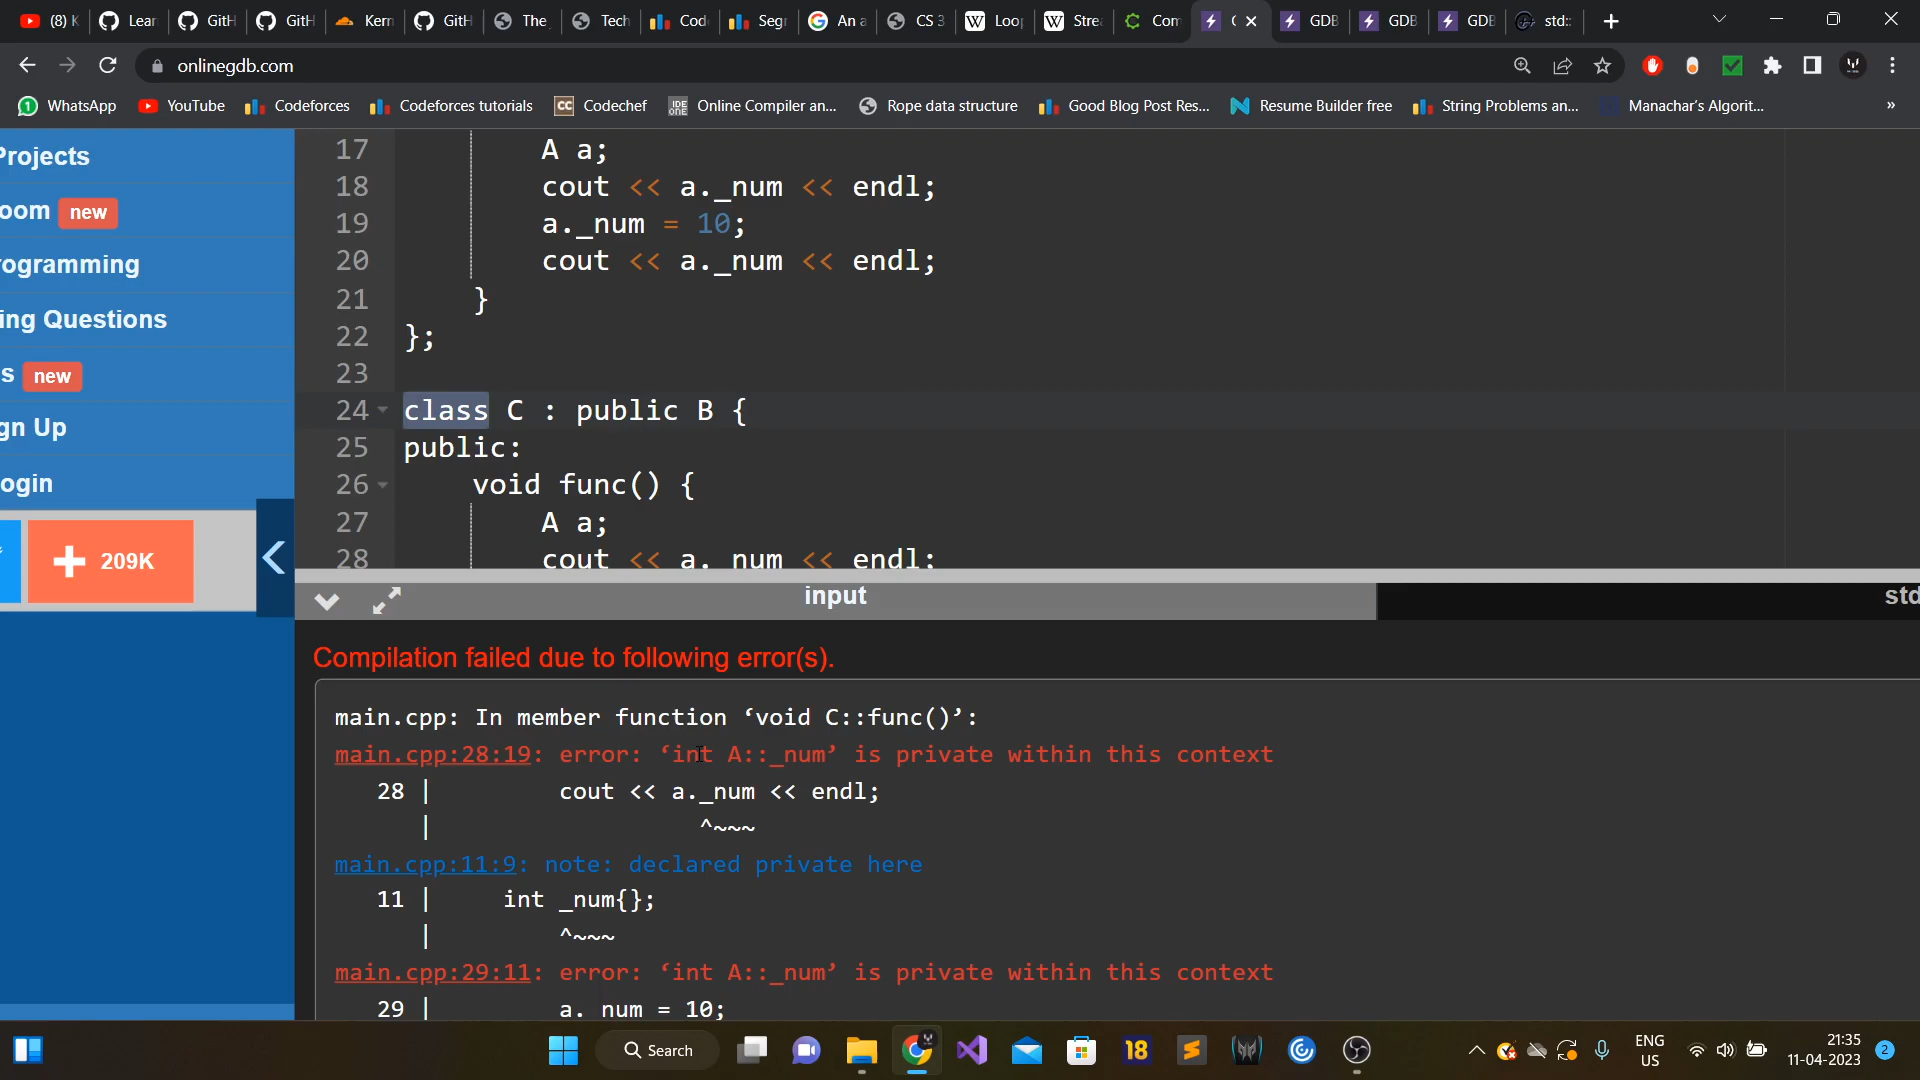 (8) K
Lear
GitH
GitH
Kern
GitH
The
Tech
Cod
Segr
An a
CS 3
Loop
Strea
Com
GDB
GDB
GDB
std::
onlinegdb.com
WhatsApp
YouTube
Codeforces
Codeforces tutorials
Codechef
Online Compiler an...
Rope data structure
Good Blog Post Res...
Resume Builder free
String Problems an...
Manachar's Algorit...
»
Projects
oom new
rogramming
ing Questions
s new
gn Up
ogin
209K
17 A a;
18 cout << a._num << endl;
19 a._num = 10;
20 cout << a._num << endl;
21 }
22 };
23
24 class C : public B {
25 public:
26 void func() {
27 A a;
28 cout << a._num << endl;
input
std
Compilation failed due to following error(s).
main.cpp: In member function ‘void C::func()’:
main.cpp:28:19: error: ‘int A::_num’ is private within this context
28 | cout << a._num << endl;
| ^~~~
main.cpp:11:9: note: declared private here
11 | int _num{};
| ^~~~
main.cpp:29:11: error: ‘int A::_num’ is private within this context
29 | a._num = 10;
Search
18
ENG
US
21:35
11-04-2023
2